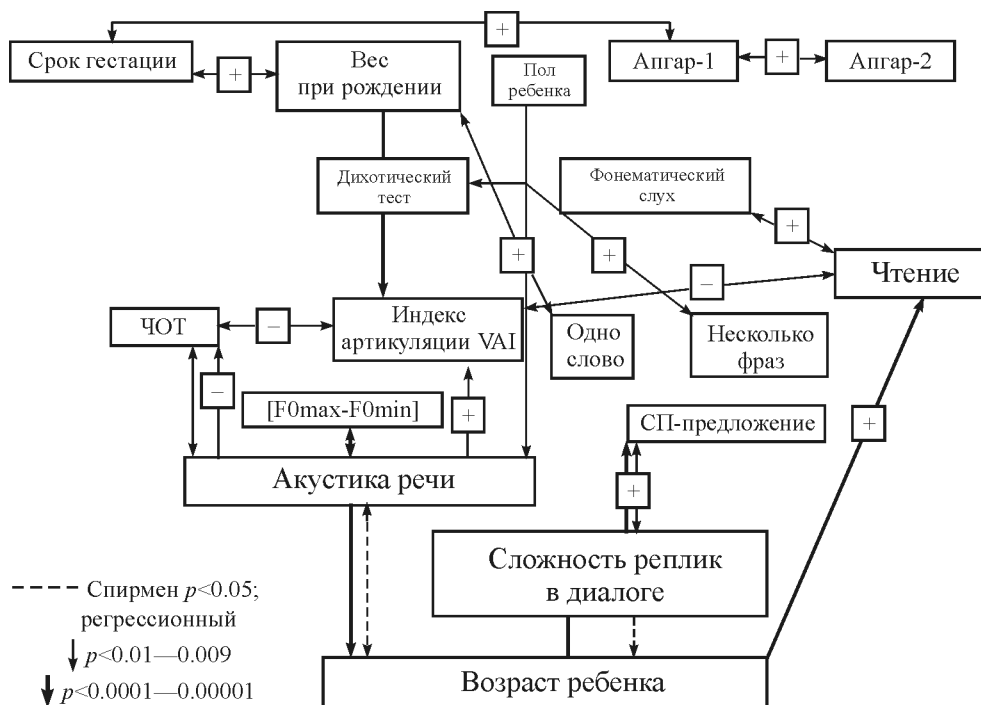 +
Срок гестации
+
Вес
при рождении
Пол
ребенка
Апгар-1
+
Апгар-2
Дихотический
тест
Фонематический
слух
+
+
+
Чтение
–
ЧОТ
–
Индекс
артикуляции VAI
Одно
слово
Несколько
фраз
–
[F0max-F0min]
+
СП-предложение
+
Акустика речи
+
Сложность реплик
в диалоге
Возраст ребенка
Спирмен p<0.05;
регрессионный
p<0.01—0.009
p<0.0001—0.00001